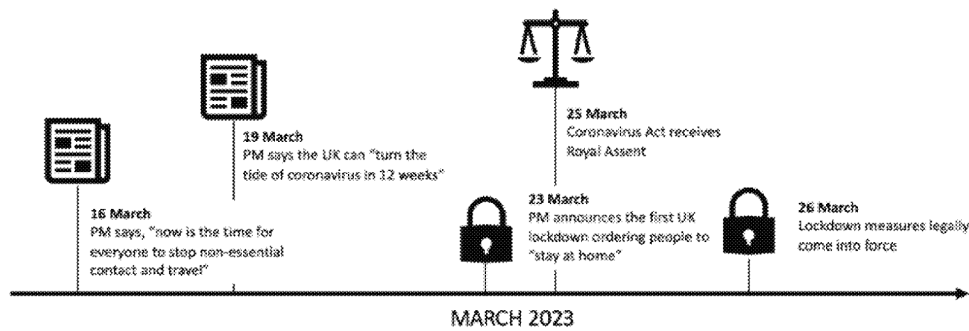 16 March
PM says, "now is the time for
everyone to stop non-essential
contact and travel"
19 March
PM says the UK can "turn the
tide of coronavirus in 12 weeks"
23 March
PM announces the first UK
lockdown ordering people to
"stay at home"
25 March
Coronavirus Act receives
Royal Assent
26 March
Lockdown measures legally
come into force
MARCH 2023